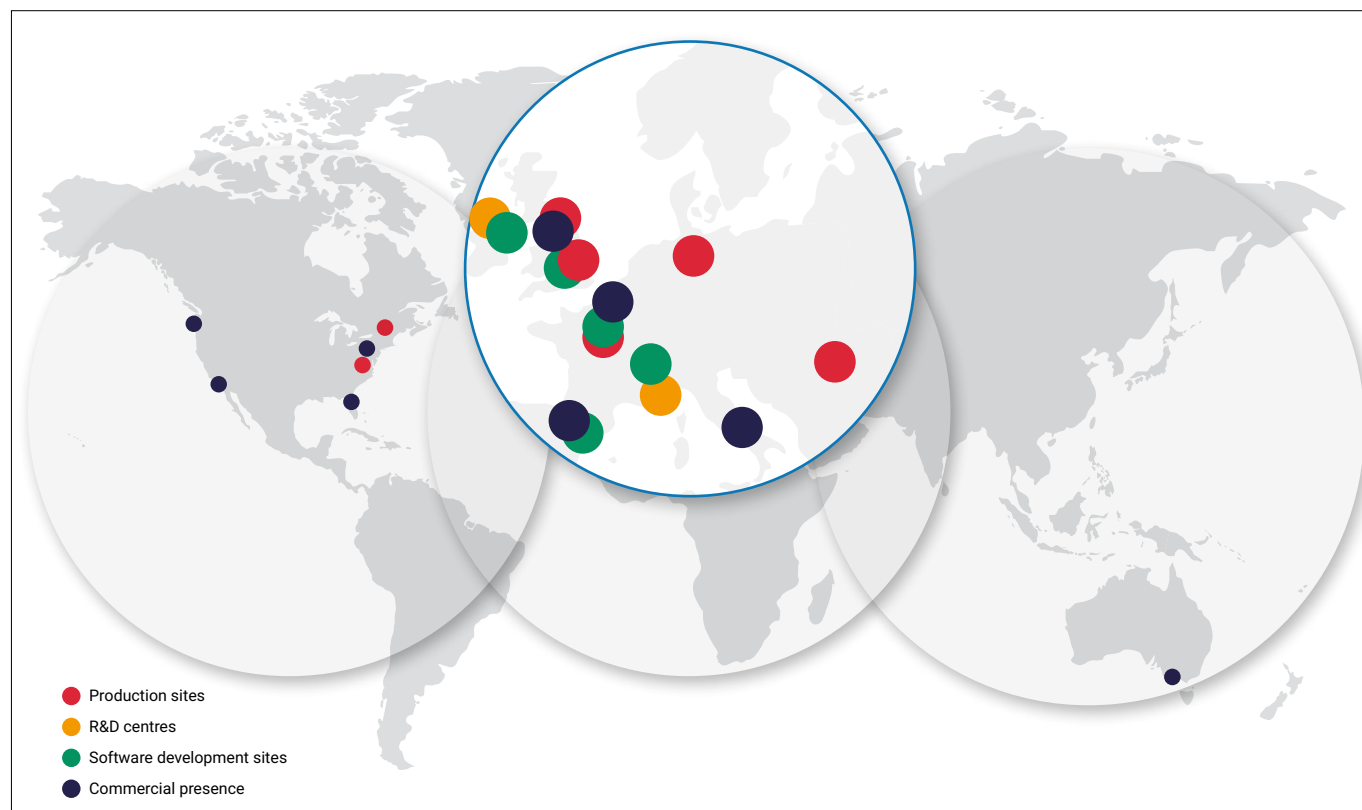 Production sites
R&D centres
Software development sites
Commercial presence